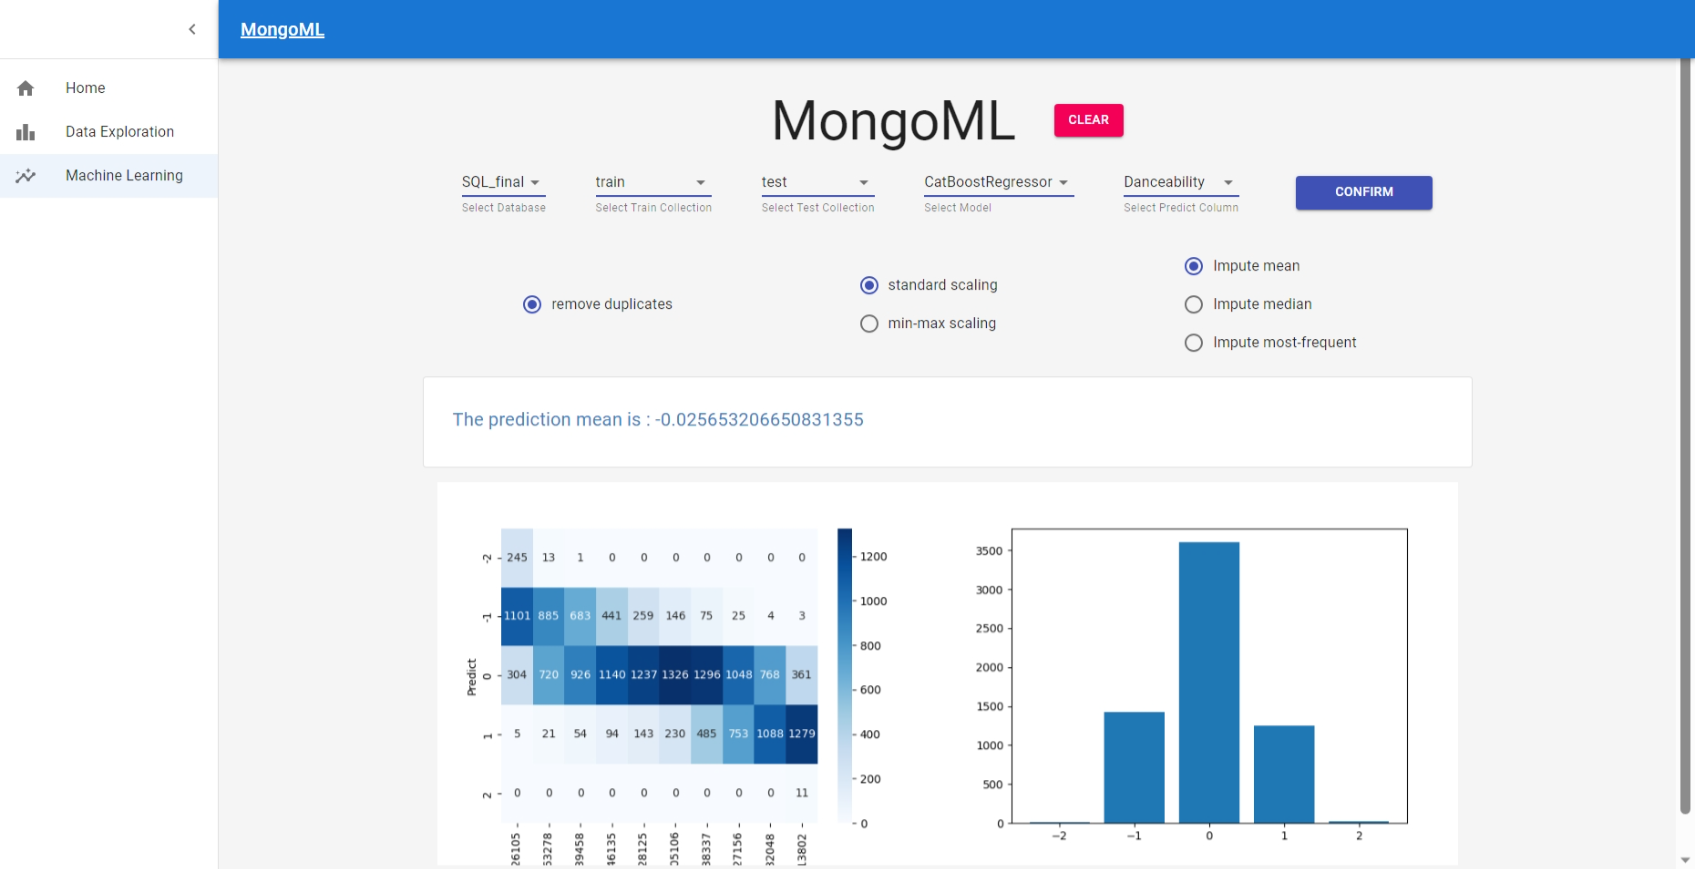 MongoML
Home
Data Exploration
Machine Learning
MongoML
CLEAR
SQL_final train test CatBoostRegressor Danceability
Select Database Select Train Collection Select Test Collection Select Model Select Predict Column
CONFIRM
remove duplicates
standard scaling
min-max scaling
Impute mean
Impute median
Impute most-frequent
The prediction mean is : -0.025653206650831355
Predict
-2 245 13 1 0 0 0 0 0 0 0
-1 1101 885 683 441 259 146 75 25 4 3
0 304 720 926 1140 1237 1326 1296 1048 768 361
1 5 21 54 94 143 230 485 753 1088 1279
2 0 0 0 0 0 0 0 0 0 11
26105 53278 39458 46135 28125 05106 38337 27156 32048 13802
1200
1000
800
600
400
200
0
3500
3000
2500
2000
1500
1000
500
0
−2 −1 0 1 2